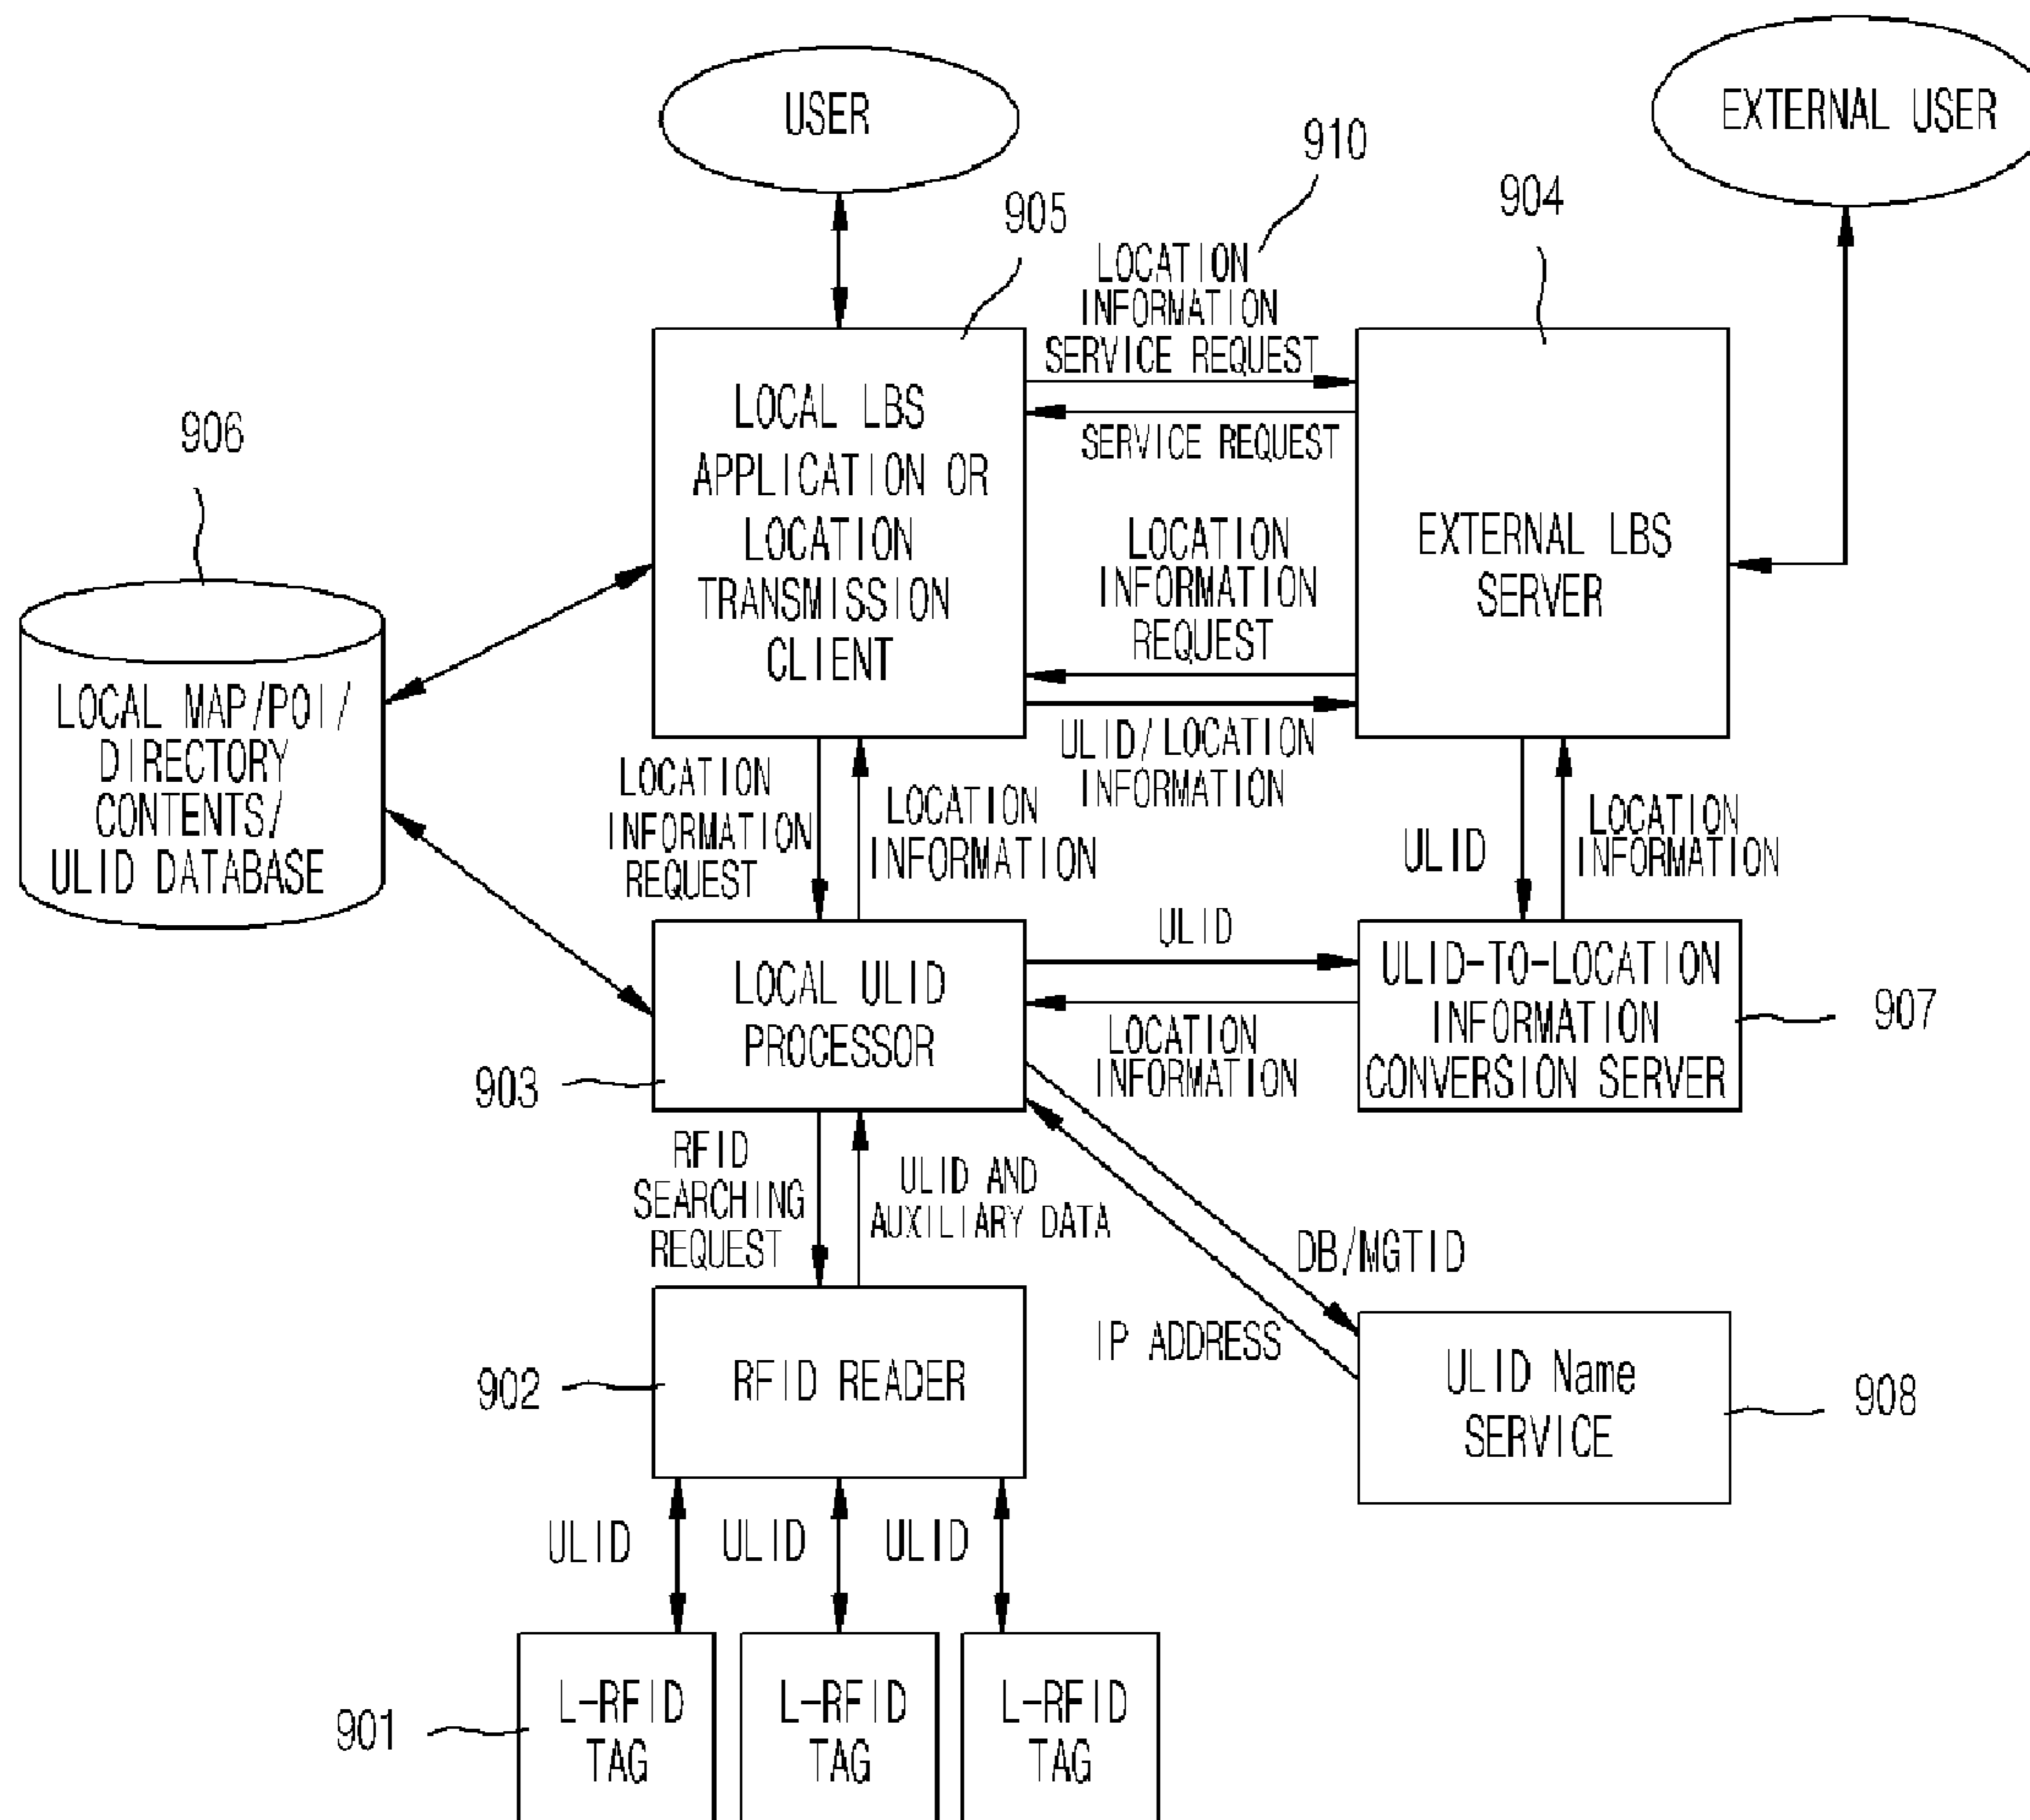 USER
EXTERNAL USER
910
905
904
LOCATION
INFORMATION
SERVICE REQUEST
906
LOCAL LBS
APPLICATION OR
LOCATION
TRANSMISSION
CLIENT
SERVICE REQUEST
LOCATION
INFORMATION
REQUEST
EXTERNAL LBS
SERVER
LOCAL MAP/POI/
DIRECTORY
CONTENTS/
ULID DATABASE
ULID/LOCATION
INFORMATION
LOCATION
INFORMATION
REQUEST
LOCATION
INFORMATION
ULID
LOCATION
INFORMATION
LOCAL ULID
PROCESSOR
903
ULID
LOCATION
INFORMATION
ULID-TO-LOCATION
INFORMATION
CONVERSION SERVER
907
RFID
SEARCHING
REQUEST
ULID AND
AUXILIARY DATA
DB/MGTID
IP ADDRESS
902
RFID READER
ULID Name
SERVICE
908
ULID
ULID
ULID
901
L-RFID
TAG
L-RFID
TAG
L-RFID
TAG